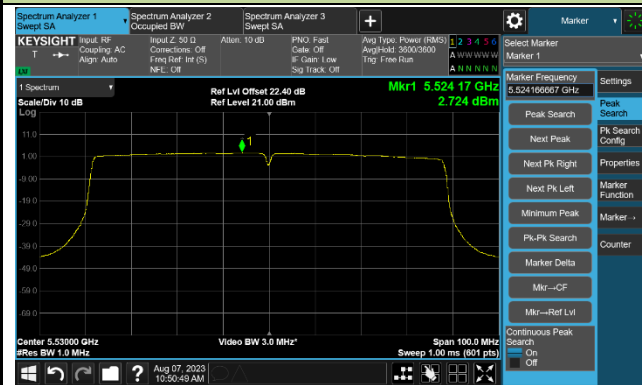 Spectrum Analyzer 1
Swept SA
Spectrum Analyzer 2
Occupied BW
Spectrum Analyzer 3
Swept SA
Marker
KEYSIGHT
Input: RF
Coupling: AC
Align: Auto
Input Z: 50 Ω
Corrections: Off
Freq Ref: Int (S)
NFE: Off
Atten: 10 dB
PNO: Fast
Gate: Off
IF Gain: Low
Sig Track: Off
Avg Type: Power (RMS)
Avg|Hold: 3600/3600
Trig: Free Run
1 2 3 4 5 6
A W W W W W
A N N N N N
Select Marker
Marker 1
1 Spectrum
Scale/Div 10 dB
Log
Ref Lvl Offset 22.40 dB
Ref Level 21.00 dBm
Mkr1 5.524 17 GHz
2.724 dBm
1
11.0
1.00
-9.00
-19.0
-29.0
-39.0
-49.0
-59.0
-69.0
Center 5.53000 GHz
#Res BW 1.0 MHz
Video BW 3.0 MHz*
Span 100.0 MHz
Sweep 1.00 ms (601 pts)
Marker Frequency
5.524166667 GHz
Peak Search
Next Peak
Next Pk Right
Next Pk Left
Minimum Peak
Pk-Pk Search
Marker Delta
Mkr→CF
Mkr→Ref Lvl
Continuous Peak
Search
On
Off
Settings
Peak
Search
Pk Search
Config
Properties
Marker
Function
Marker→
Counter
Aug 07, 2023
10:50:49 AM